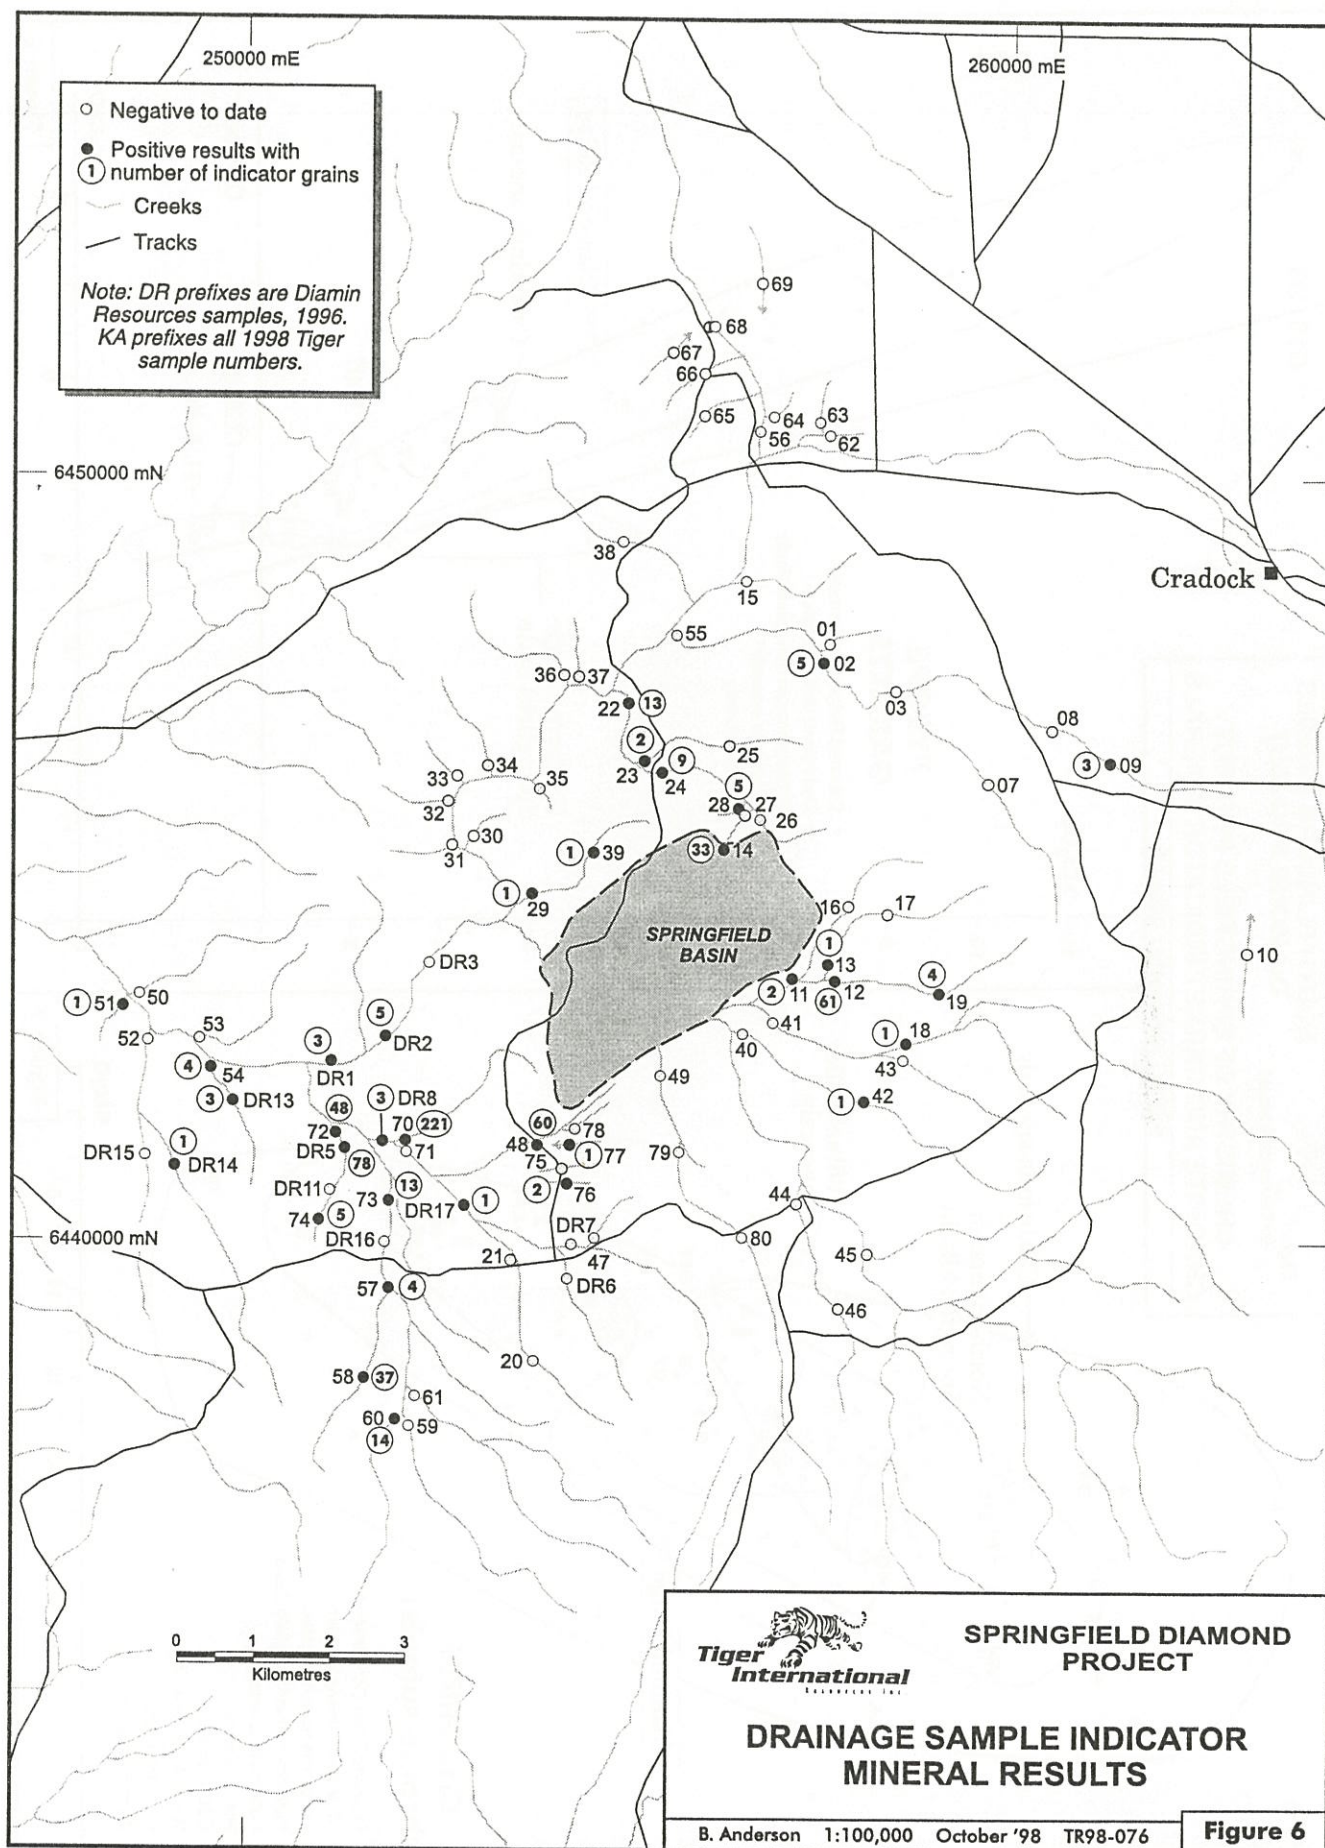 250000 mE
260000 mE
Negative to date
Positive results with
1 number of indicator grains
Creeks
Tracks
Note: DR prefixes are Diamin
Resources samples, 1996.
KA prefixes all 1998 Tiger
sample numbers.
69
68
67
66
65
64
63
56
62
6450000 mN
38
Cradock
15
55
01
5 02
36
37
03
22 13
08
2
9
25
3 09
23
24
33
34
35
5
07
32
28
27
26
30
31
1 39
33 14
1
29
16
17
SPRINGFIELD
BASIN
1
13
4
10
DR3
2 11
61
12
19
50
1 51
5
41
1 18
52
53
DR2
40
43
3
4 54
DR1
49
1 42
3 DR13
3 DR8
48
70 221
60
78
72
71
DR15
1
DR14
DR5
78
48
1 77
79
75
DR11
13
2
76
73
DR17 1
44
74 5
DR7
6440000 mN
DR16
47
80
21
45
57 4
DR6
46
20
58 37
61
60
59
14
0 1 2 3
Kilometres
Tiger
International
Resources Inc
SPRINGFIELD DIAMOND
PROJECT
DRAINAGE SAMPLE INDICATOR
MINERAL RESULTS
B. Anderson 1:100,000 October '98 TR98-076
Figure 6